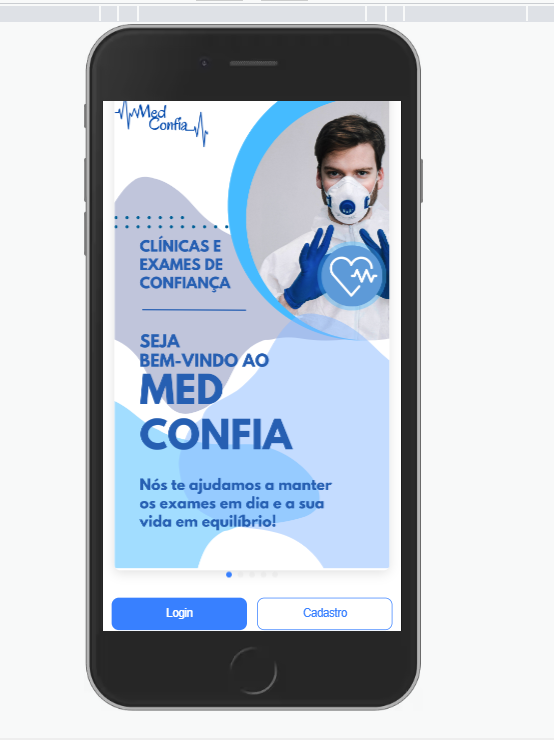 Med
Confia
CLÍNICAS E
EXAMES DE
CONFIANÇA
SEJA
BEM-VINDO AO
MED
CONFIA
Nós te ajudamos a manter
os exames em dia e a sua
vida em equilíbrio!
Login
Cadastro